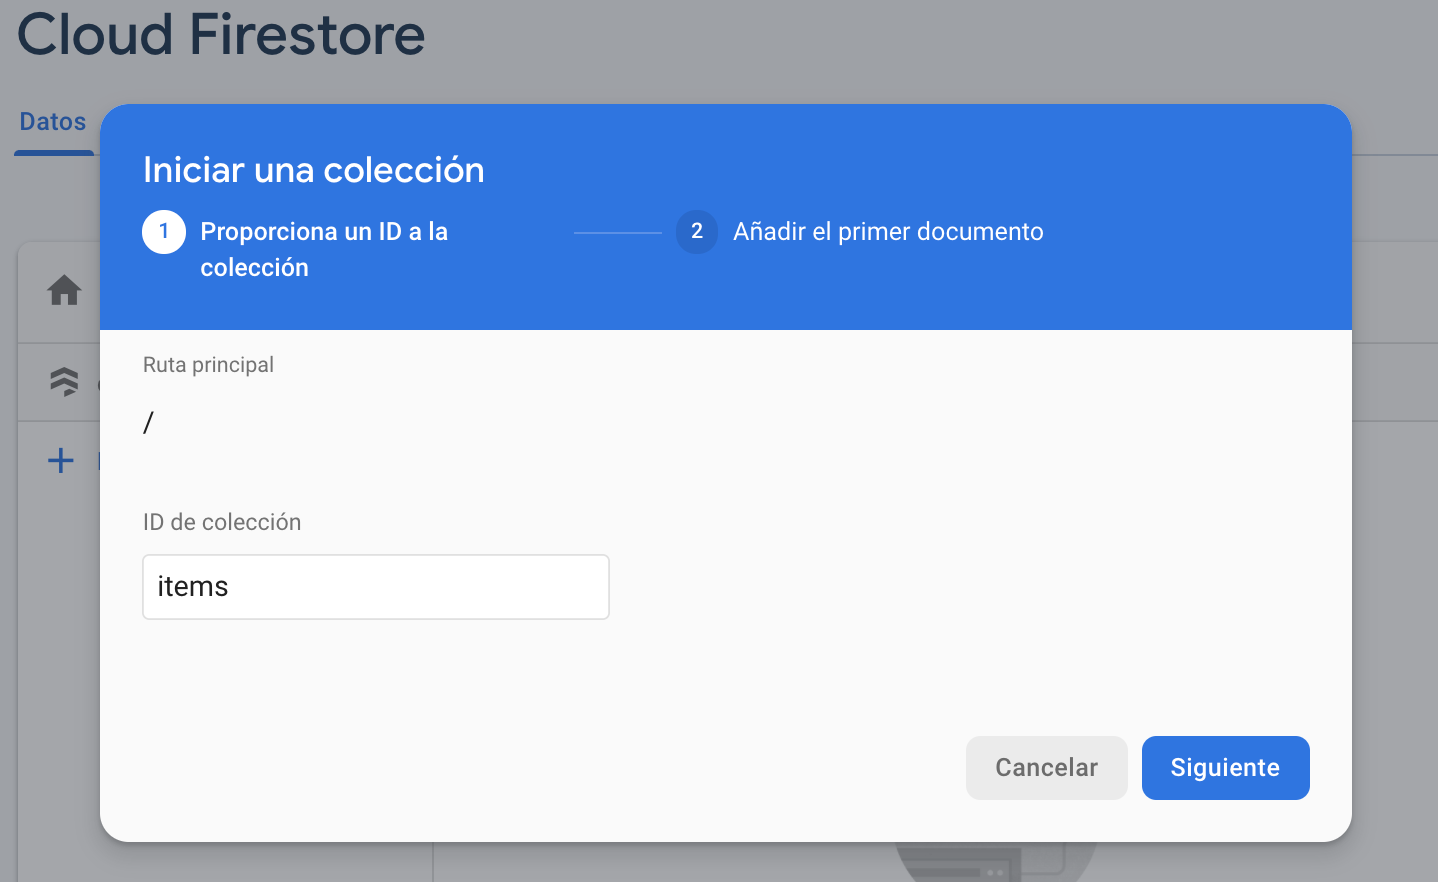 Cloud Firestore
Datos
Iniciar una colección
1 Proporciona un ID a la
colección
2 Añadir el primer documento
Ruta principal
/
ID de colección
items
Cancelar Siguiente